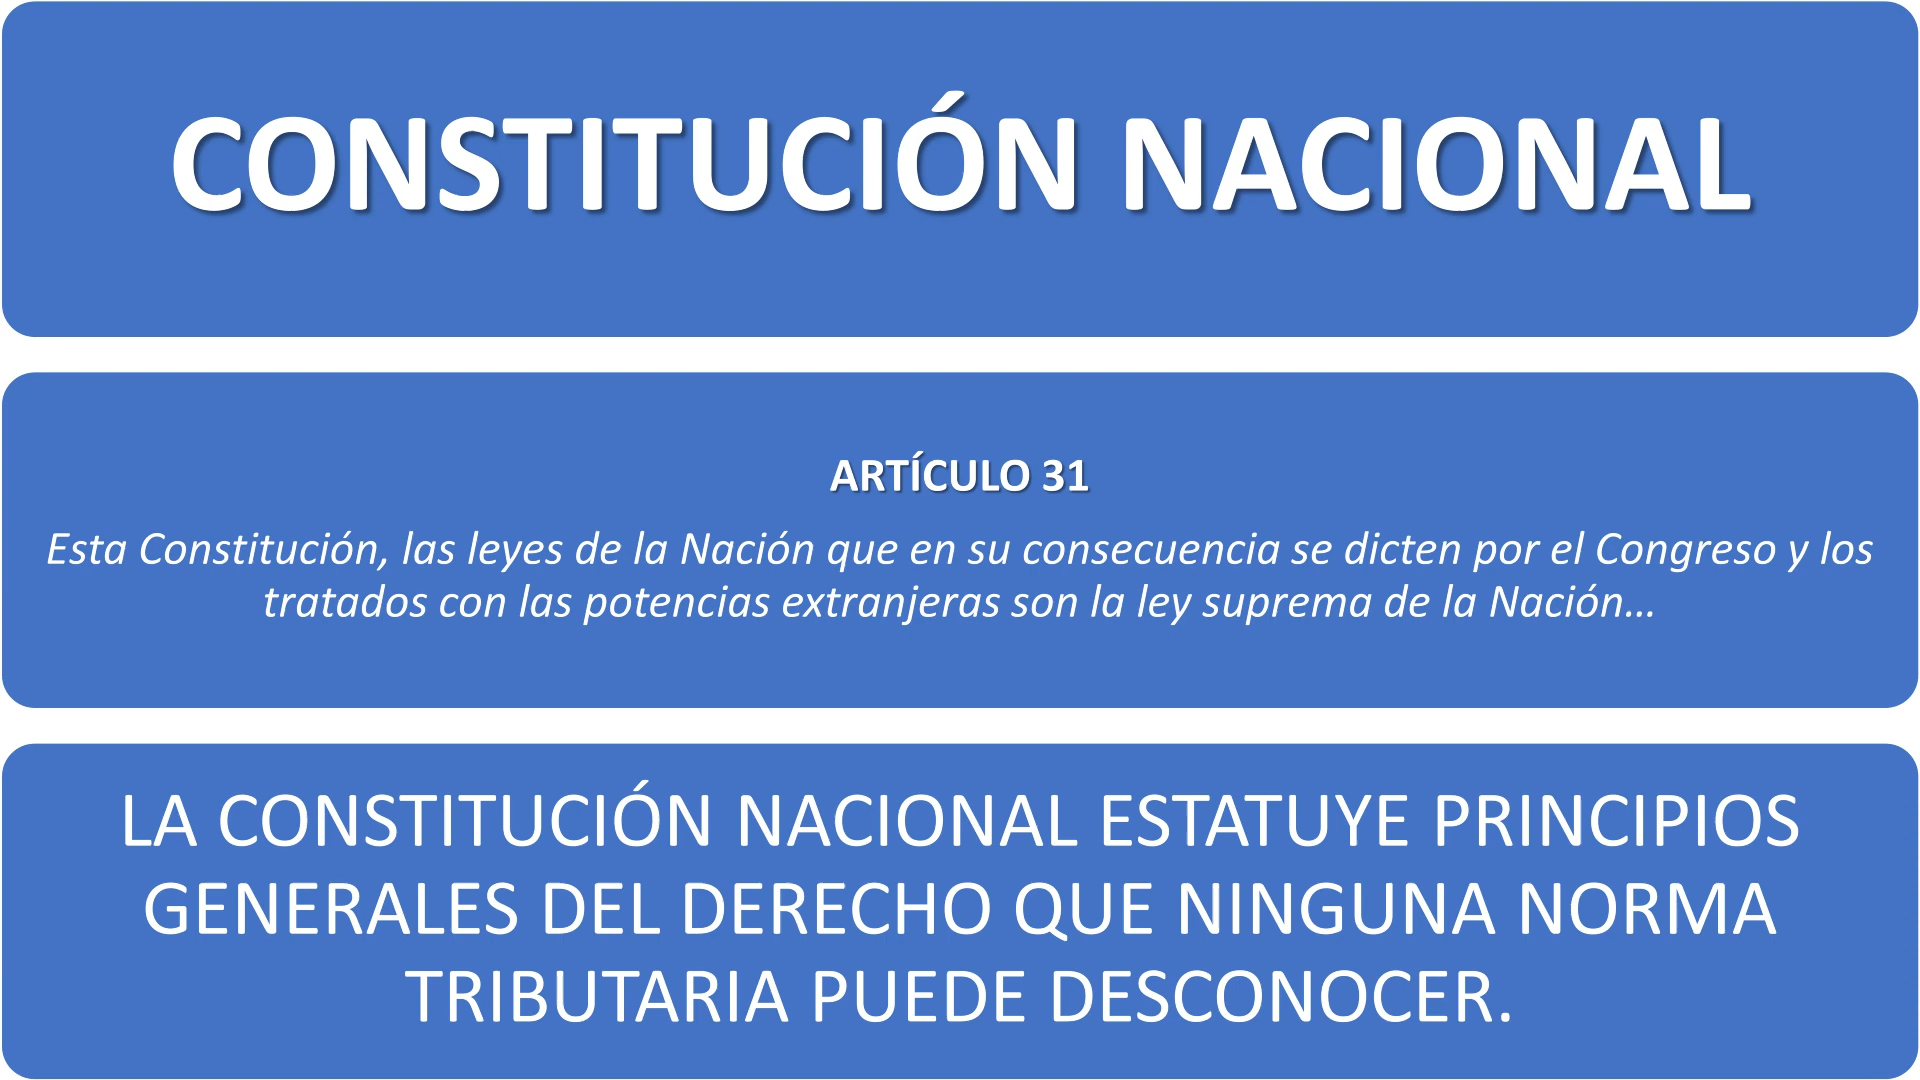 CONSTITUCIÓN NACIONAL
ARTÍCULO 31
Esta Constitución, las leyes de la Nación que en su consecuencia se dicten por el Congreso y los
tratados con las potencias extranjeras son la ley suprema de la Nación…
LA CONSTITUCIÓN NACIONAL ESTATUYE PRINCIPIOS
GENERALES DEL DERECHO QUE NINGUNA NORMA
TRIBUTARIA PUEDE DESCONOCER.